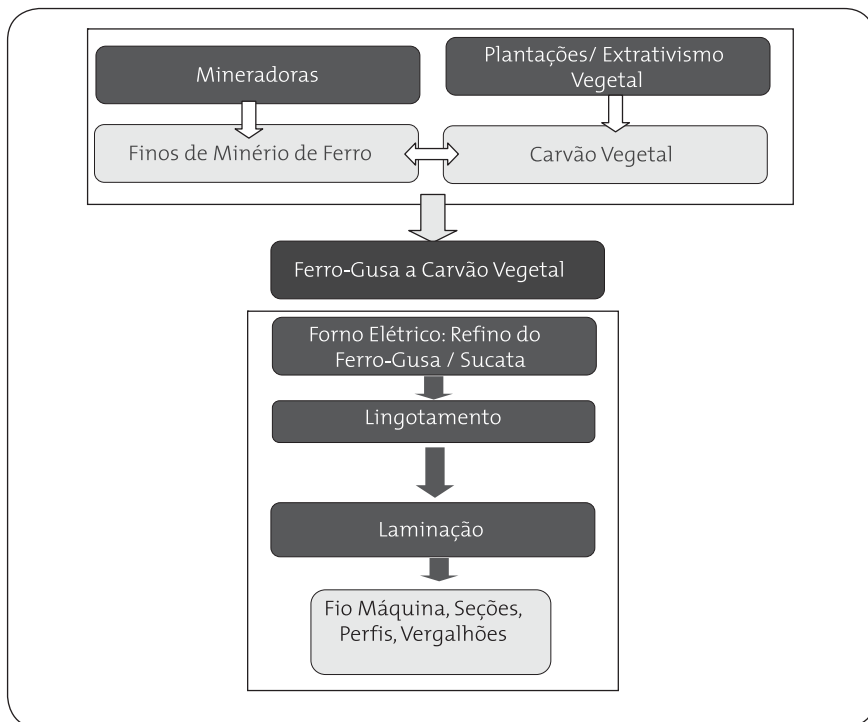 Mineradoras
Plantações/ Extrativismo
Vegetal
Finos de Minério de Ferro
Carvão Vegetal
Ferro-Gusa a Carvão Vegetal
Forno Elétrico: Refino do
Ferro-Gusa / Sucata
Lingotamento
Laminação
Fio Máquina, Seções,
Perfis, Vergalhões